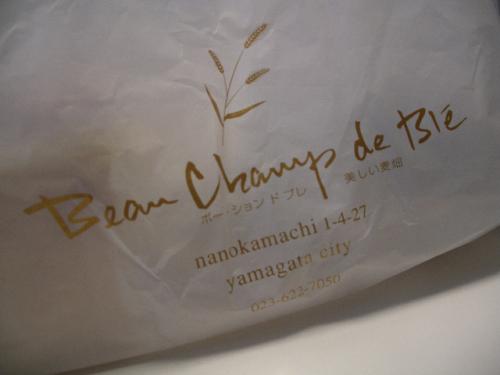 Beau Champ de Blé
ボー・ション ド ブレ 美しい麦畑
nanokamachi 1-4-27
yamagata city
023-622-7050